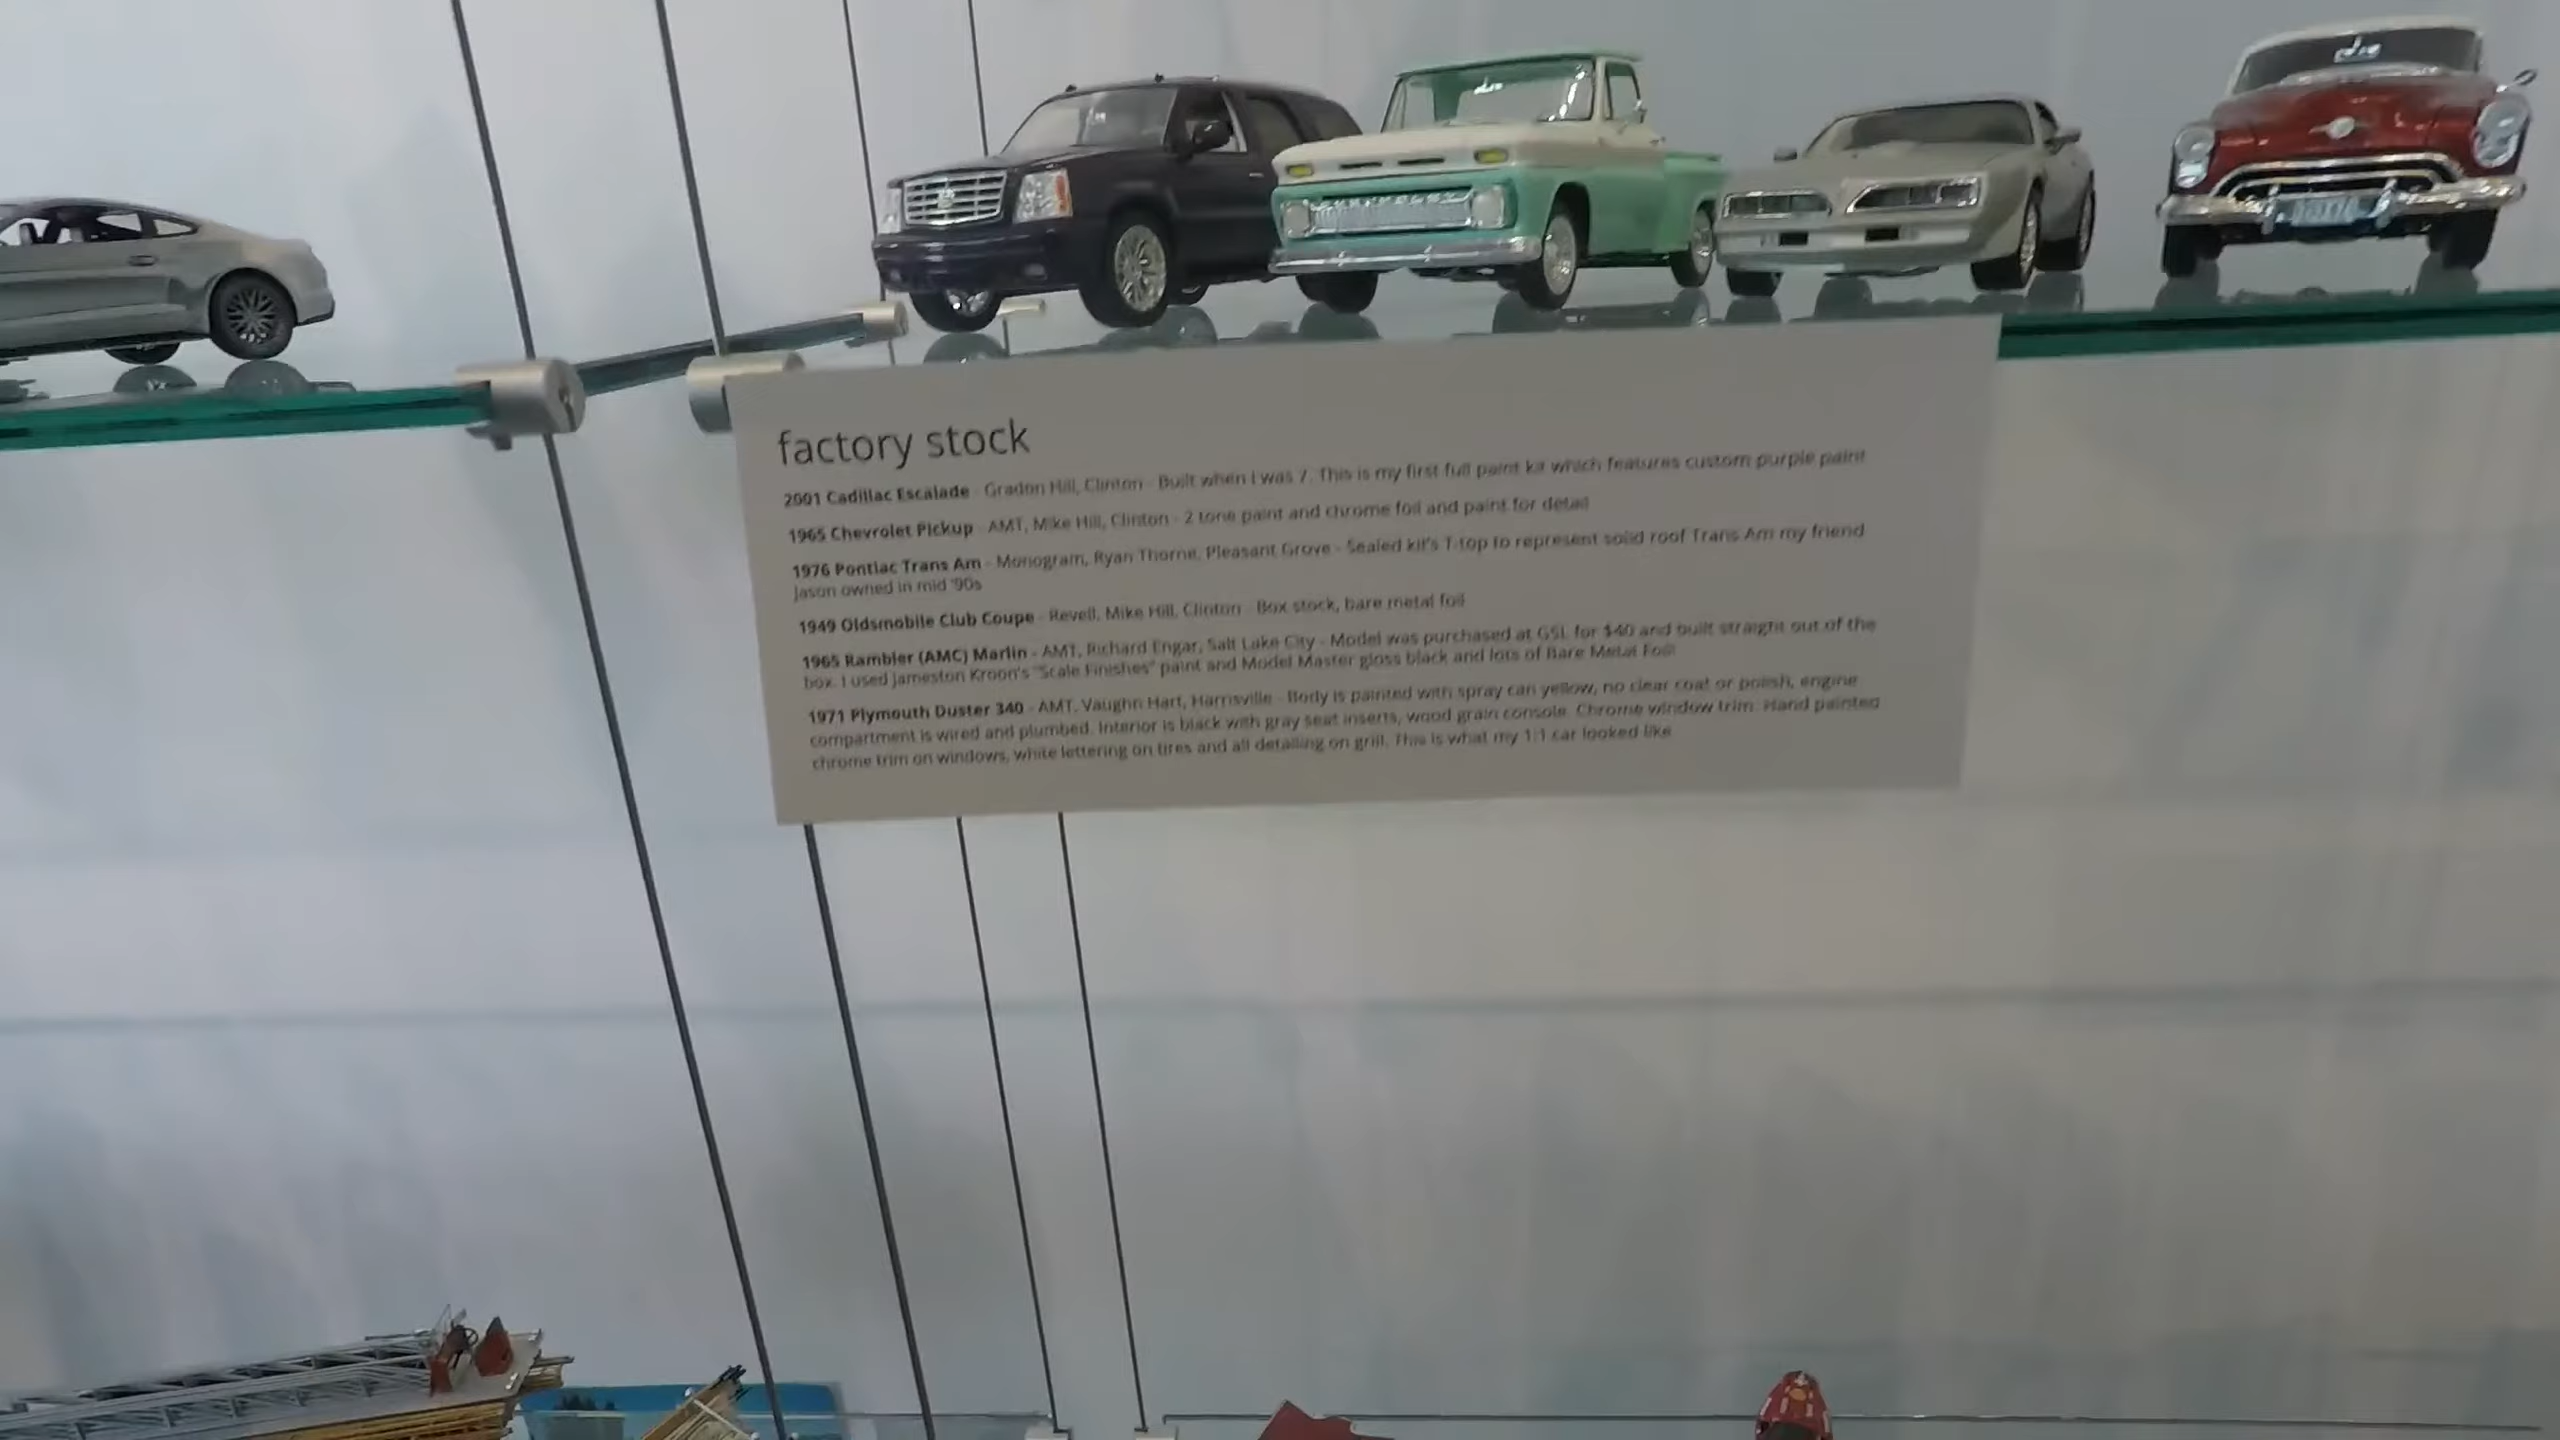 factory stock
2001 Cadillac Escalade - Gradon Hill, Clinton - Built when I was 7. This is my first full paint kit which features custom purple paint
1965 Chevrolet Pickup - AMT, Mike Hill, Clinton - 2 tone paint and chrome foil and paint for detail
1976 Pontiac Trans Am - Monogram, Ryan Thorne, Pleasant Grove - Sealed kit's T-top to represent solid roof Trans Am my friend
Jason owned in mid '90s
1949 Oldsmobile Club Coupe - Revell, Mike Hill, Clinton - Box stock, bare metal foil
1965 Rambler (AMC) Marlin - AMT, Richard Engar, Salt Lake City - Model was purchased at GSL for $40 and built straight out of the
box. I used Jameston Kroon's "Scale Finishes" paint and Model Master gloss black and lots of Bare Metal Foil
1971 Plymouth Duster 340 - AMT, Vaughn Hart, Harrisville - Body is painted with spray can yellow, no clear coat or polish, engine
compartment is wired and plumbed. Interior is black with gray seat inserts, wood grain console. Chrome window trim. Hand painted
chrome trim on windows, white lettering on tires and all detailing on grill. This is what my 1:1 car looked like